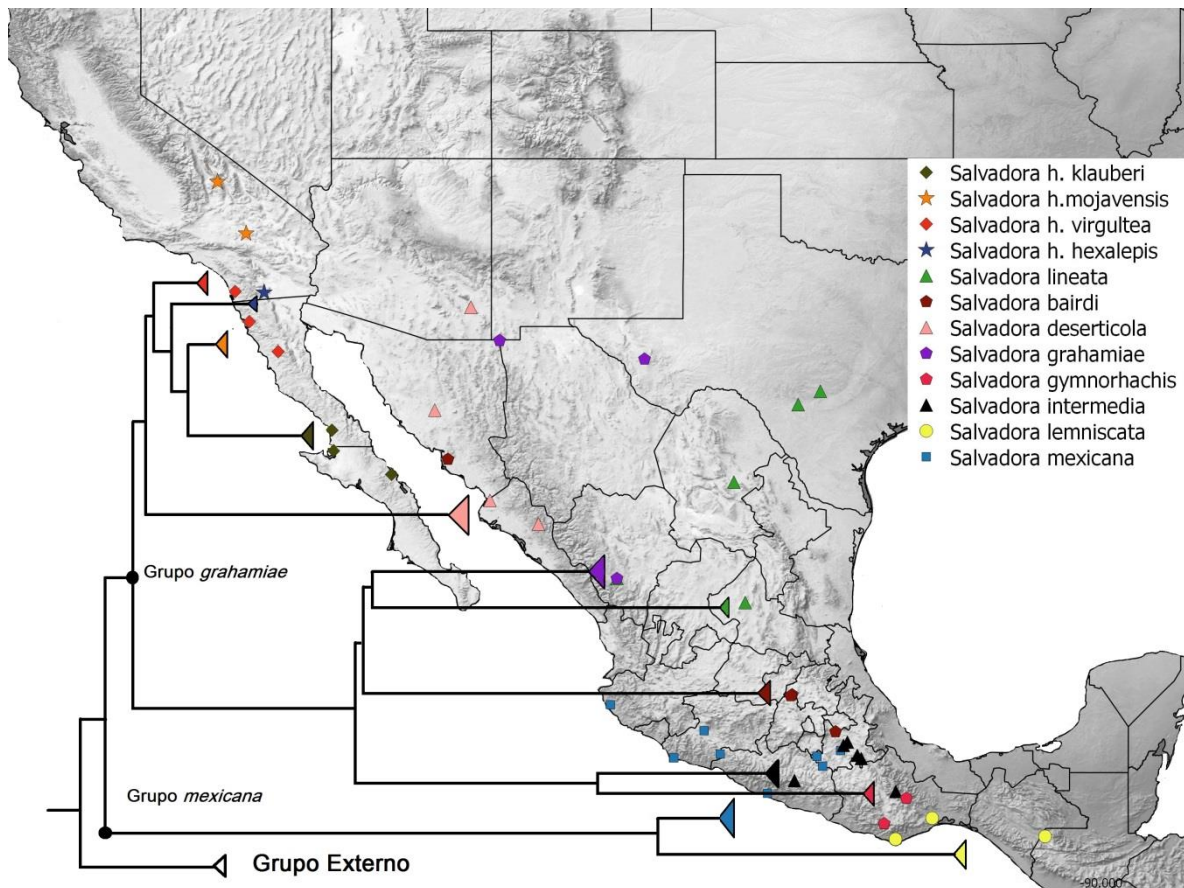 Salvadora h. klauberi
Salvadora h.mojavensis
Salvadora h. virgultea
Salvadora h. hexalepis
Salvadora lineata
Salvadora bairdi
Salvadora deserticola
Salvadora grahamiae
Salvadora gymnorhachis
Salvadora intermedia
Salvadora lemniscata
Salvadora mexicana
Grupo grahamiae
Grupo mexicana
Grupo Externo
-90.000